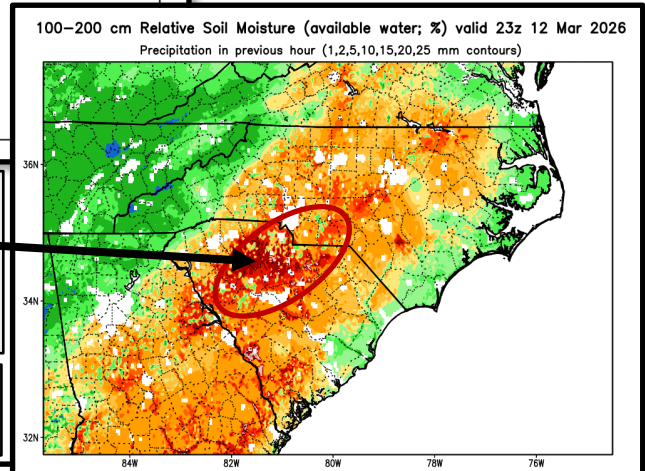 100−200 cm Relative Soil Moisture (available water; %) valid 23z 12 Mar 2026
Precipitation in previous hour (1,2,5,10,15,20,25 mm contours)
36N
34N
32N
84W 82W 80W 78W 76W